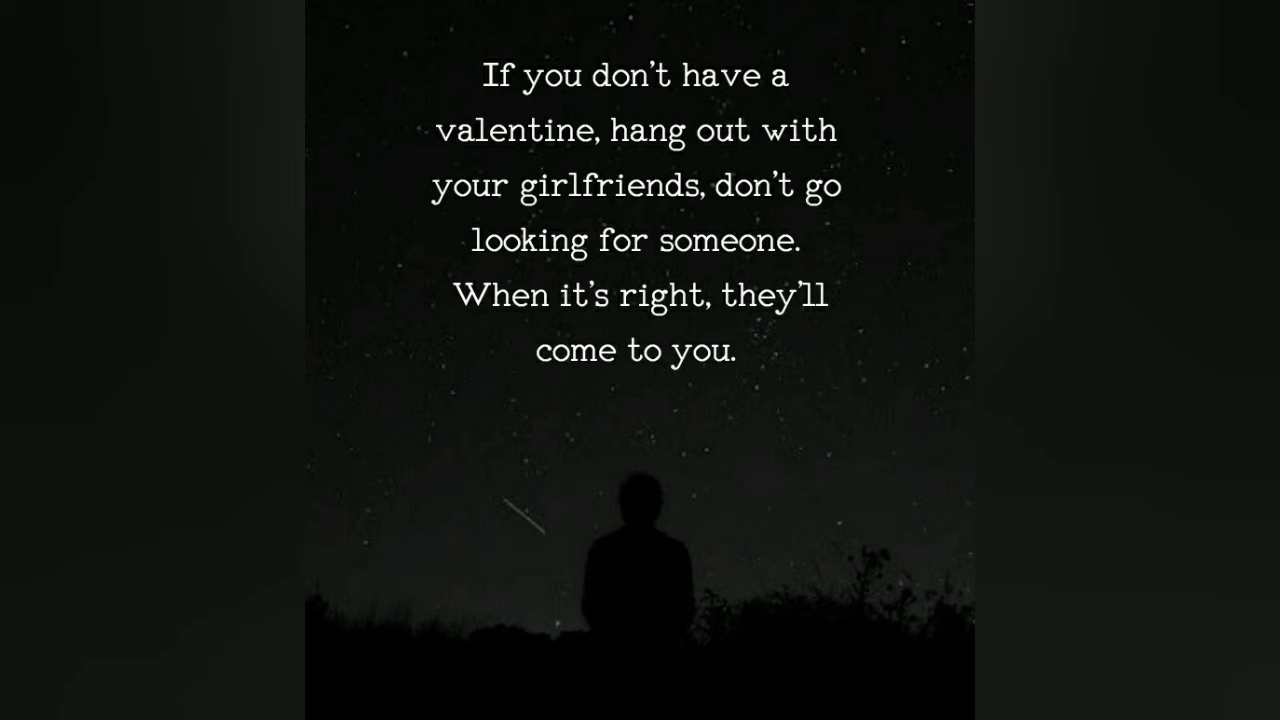 If you don't have a
valentine, hang out with
your girlfriends, don't go
looking for someone.
When it's right, they'll
come to you.